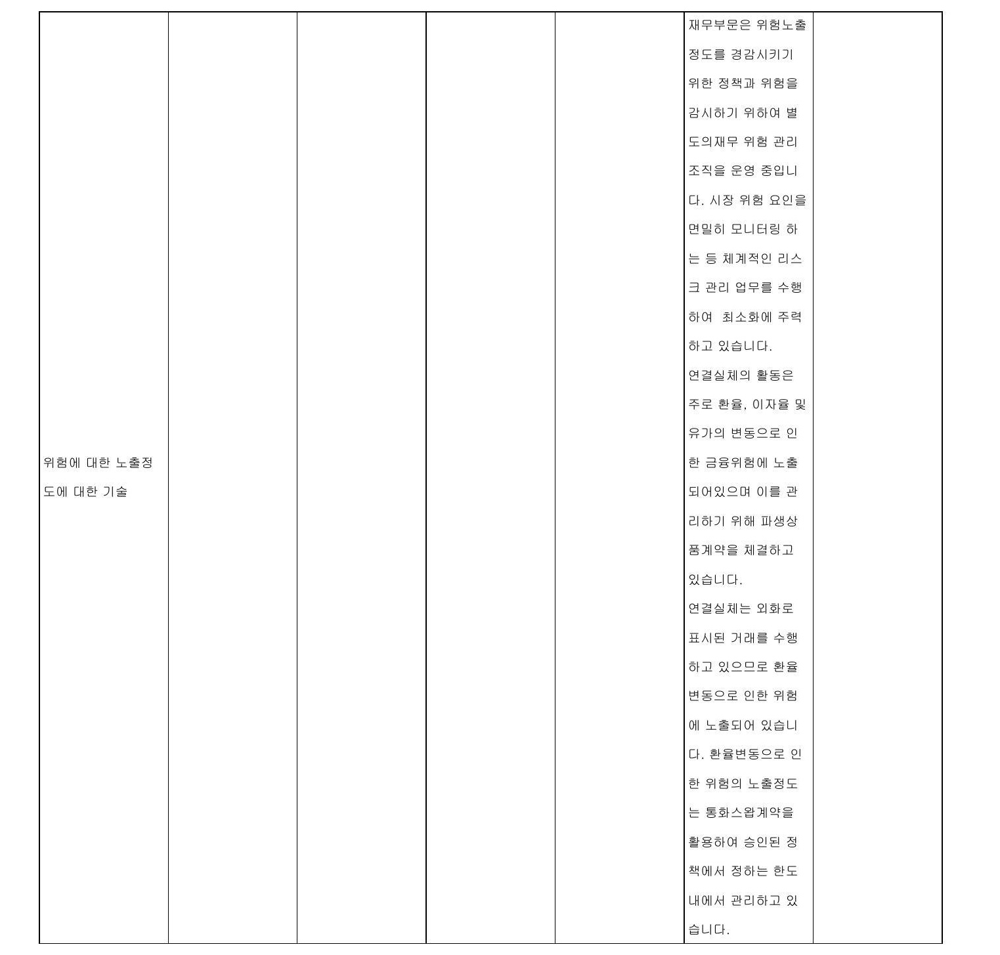 위험에 대한 노출정
도에 대한 기술
재무부문은 위험노출
정도를 경감시키기
위한 정책과 위험을
감시하기 위하여 별
도의재무 위험 관리
조직을 운영 중입니
다. 시장 위험 요인을
면밀히 모니터링 하
는 등 체계적인 리스
크 관리 업무를 수행
하여  최소화에 주력
하고 있습니다.
연결실체의 활동은
주로 환율, 이자율 및
유가의 변동으로 인
한 금융위험에 노출
되어있으며 이를 관
리하기 위해 파생상
품계약을 체결하고
있습니다.
연결실체는 외화로
표시된 거래를 수행
하고 있으므로 환율
변동으로 인한 위험
에 노출되어 있습니
다. 환율변동으로 인
한 위험의 노출정도
는 통화스왑계약을
활용하여 승인된 정
책에서 정하는 한도
내에서 관리하고 있
습니다.